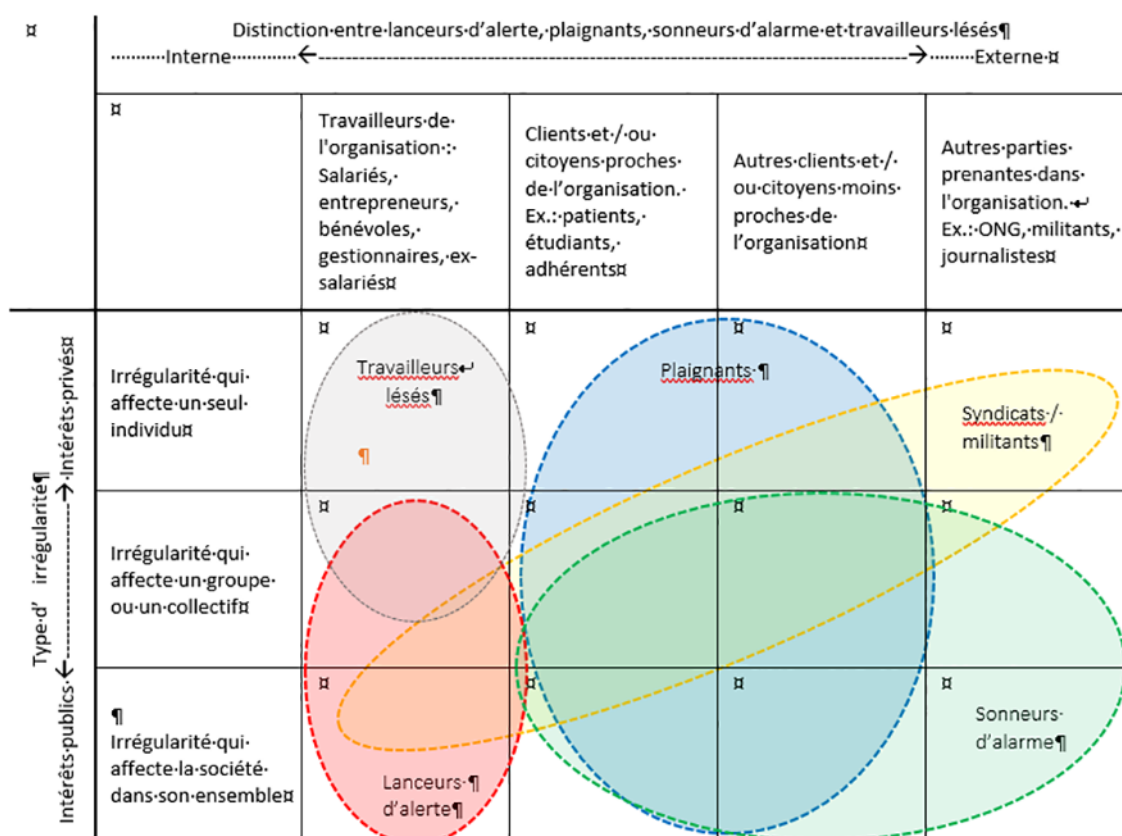 ¤
Distinction·entre·lanceurs·d’alerte,·plaignants,·sonneurs·d’alarme·et·travailleurs·lésés¶
··········Interne············←----------------------------------------------------------------------→········Externe·¤
¤
Travailleurs·de·
l'organisation·:·
Salariés,·
entrepreneurs,·
bénévoles,·
gestionnaires,·ex-
salariés¤
Clients·et·/·ou·
citoyens·proches·
de·l’organisation.·
Ex.:·patients,·
étudiants,·
adhérents¤
Autres·clients·et·/·
ou·citoyens·moins·
proches·de·
l’organisation¤
Autres·parties·
prenantes·dans·
l'organisation.·↵
Ex.:·ONG,·militants,·
journalistes¤
Type·d’ irrégularité¶
Intérêts·publics·←-------------→·Intérêts·privés¤
Irrégularité·qui·
affecte·un·seul·
individu¤
¤
Travailleurs↵
lésés¶
¶
¤
¤
Plaignants·¶
¤
Syndicats·/·
militants¶
Irrégularité·qui·
affecte·un·groupe·
ou·un·collectif¤
¤
¤
¤
¤
¶
Irrégularité·qui·
affecte·la·société·
dans·son·ensemble¤
¤
Lanceurs·¶
d’alerte¶
¤
¤
¤
Sonneurs·
d’alarme¶